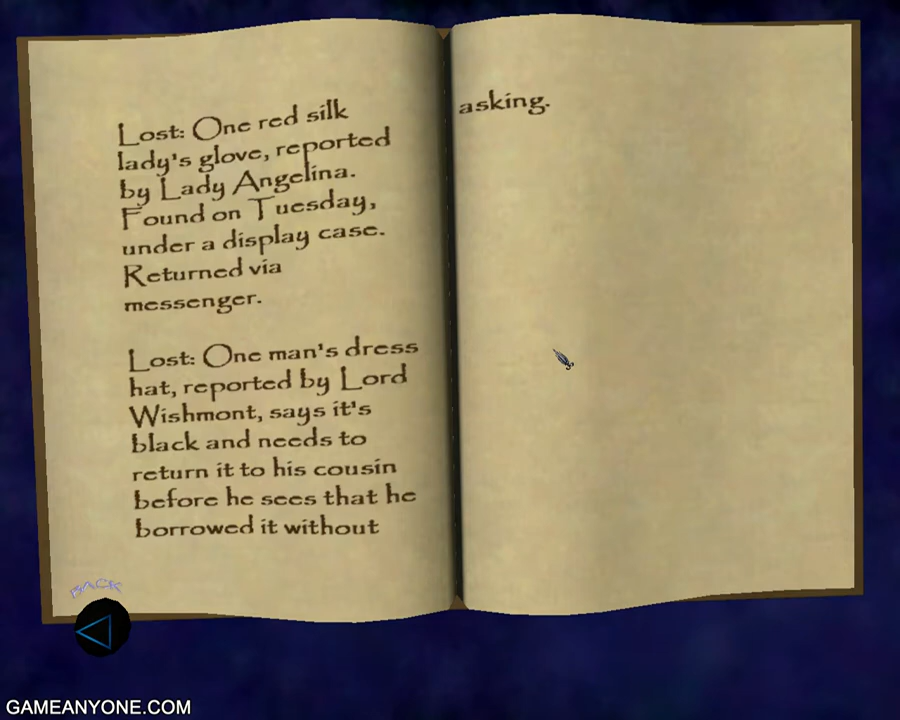 Lost: One red silk
lady's glove, reported
by Lady Angelina.
Found on Tuesday,
under a display case.
Returned via
messenger.
Lost: One man's dress
hat, reported by Lord
Wishmont, says it's
black and needs to
return it to his cousin
before he sees that he
borrowed it without
asking.
BACK
GAMEANYONE.COM